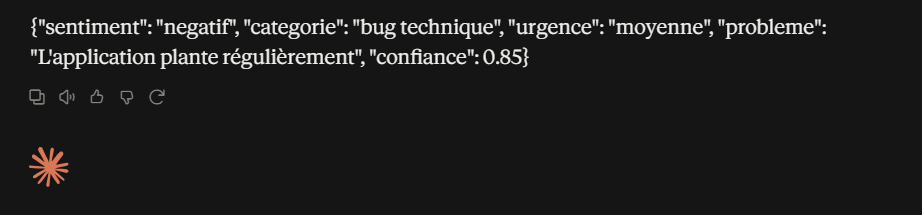 {"sentiment": "negatif", "categorie": "bug technique", "urgence": "moyenne", "probleme":
"L'application plante régulièrement", "confiance": 0.85}